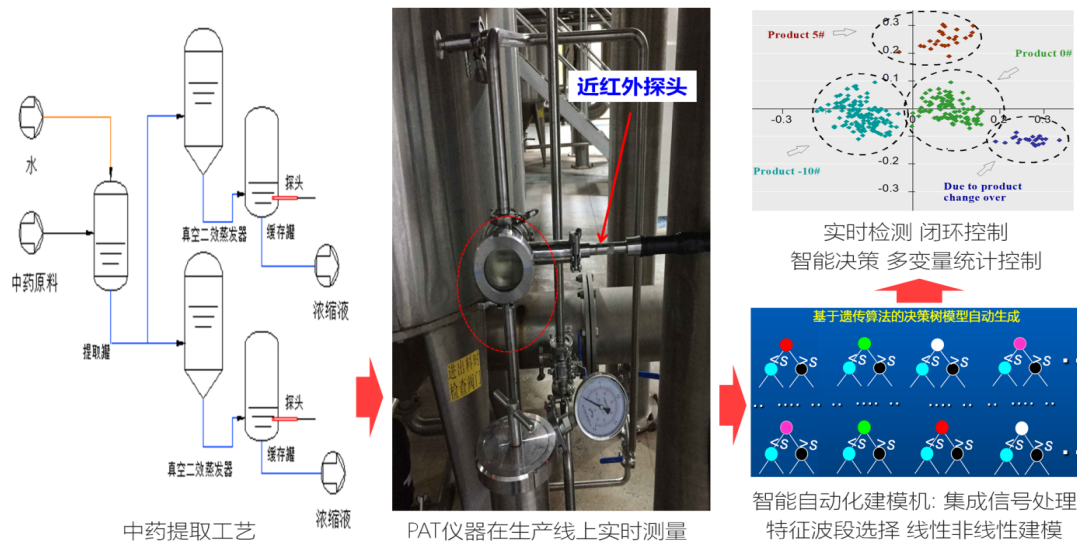 水
中药原料
提取罐
真空二效蒸发器
探头
缓存罐
浓缩液
真空二效蒸发器
探头
缓存罐
浓缩液
中药提取工艺
近红外探头
进出料时
检查阀门
PAT仪器在生产线上实时测量
Product 5#
Product 0#
Product -10#
Due to product
change over
0.3
0.2
0.1
-0.3
0.2
0.3
-0.1
-0.3
实时检测 闭环控制
智能决策 多变量统计控制
基于遗传算法的决策树模型自动生成
<S >S <S >S <S >S <S >S
<S >S <S >S <S >S <S >S
智能自动化建模机: 集成信号处理
特征波段选择 线性非线性建模